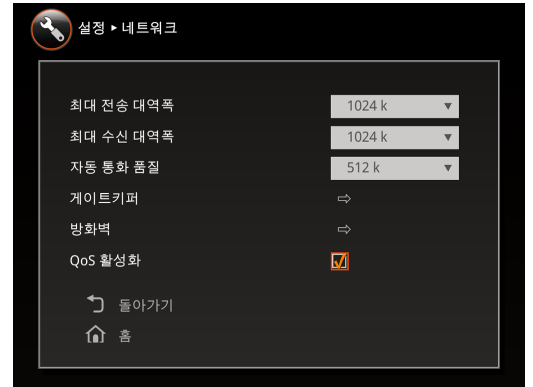 설정 ▸ 네트워크
최대 전송 대역폭 1024 k
최대 수신 대역폭 1024 k
자동 통화 품질 512 k
게이트키퍼
방화벽
QoS 활성화
돌아가기
홈